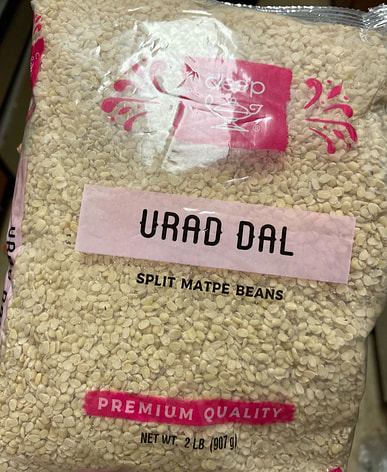 deep
URAD DAL
SPLIT MATPE BEANS
PREMIUM QUALITY
NET WT 2 LB (907 g)